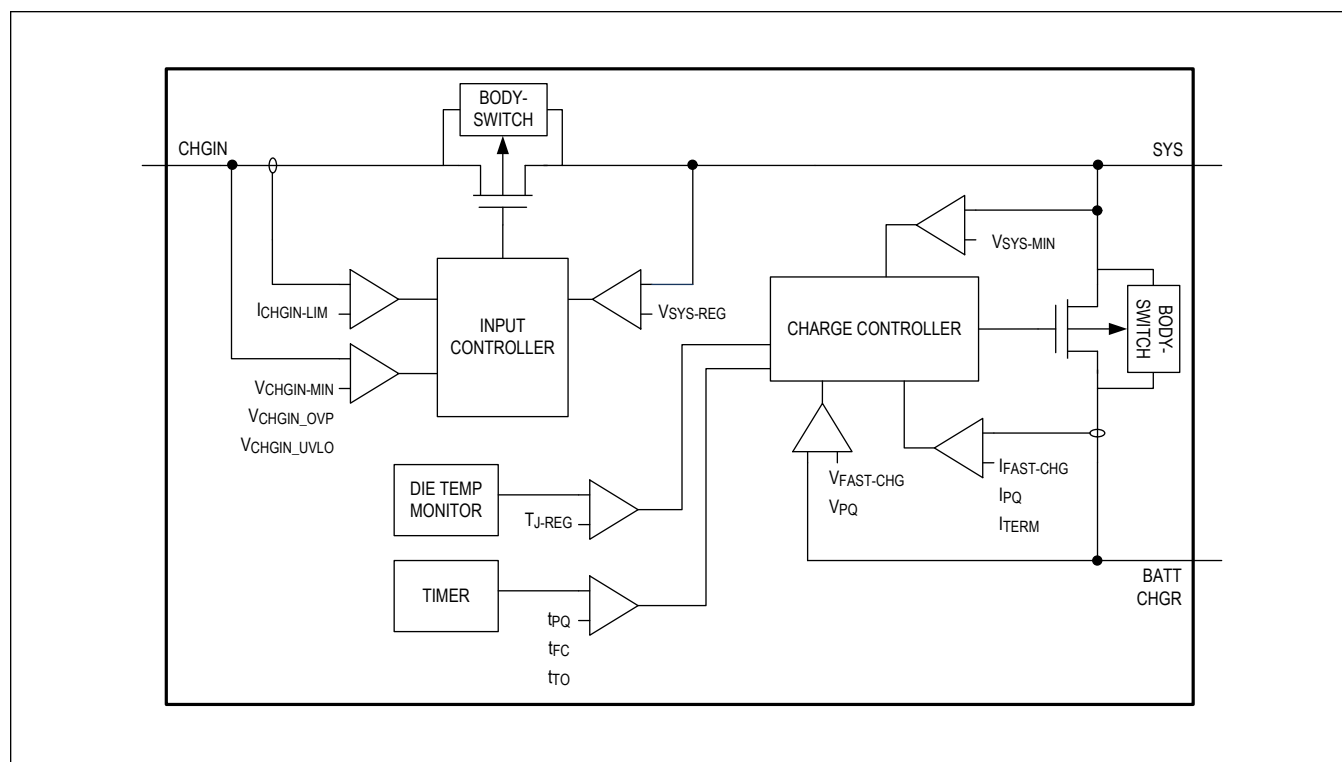 BODY-
SWITCH
CHGIN
SYS
VSYS-MIN
ICHGIN-LIM
INPUT
CONTROLLER
VSYS-REG
CHARGE CONTROLLER
BODY-
SWITCH
VCHGIN-MIN
VCHGIN_OVP
VCHGIN_UVLO
DIE TEMP
MONITOR
TJ-REG
VFAST-CHG
VPQ
IFAST-CHG
IPQ
ITERM
TIMER
tPQ
tFC
tTO
BATT
CHGR